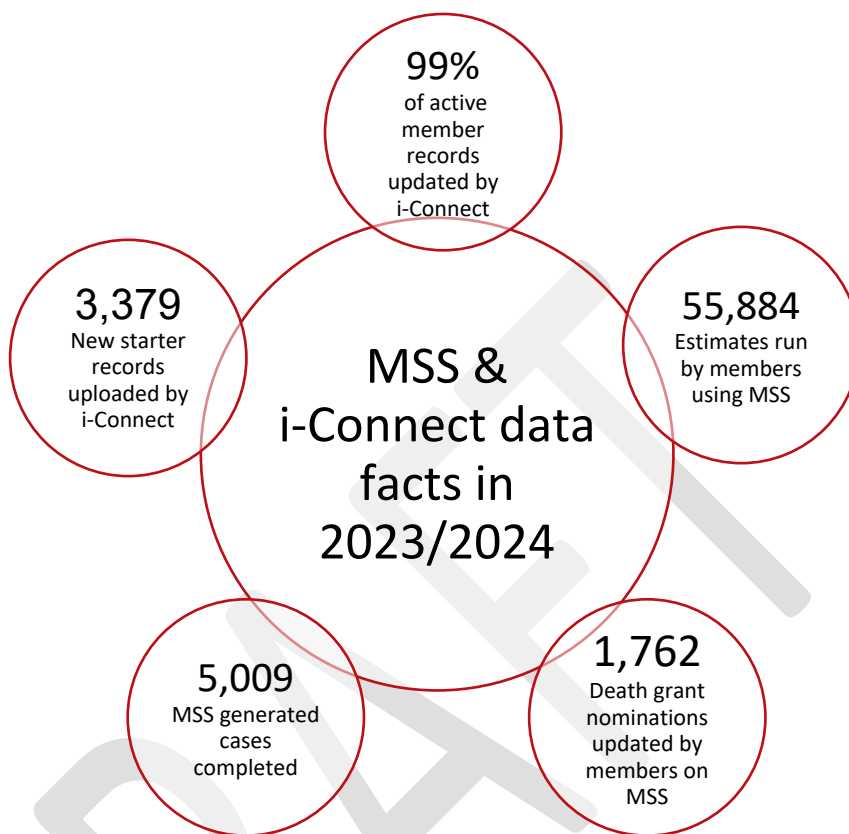 99%
of active
member
records
updated by
i-Connect
3,379
New starter
records
uploaded by
i-Connect
55,884
Estimates run
by members
using MSS
MSS &
i-Connect data
facts in
2023/2024
5,009
MSS generated
cases
completed
1,762
Death grant
nominations
updated by
members on
MSS
DRAFT